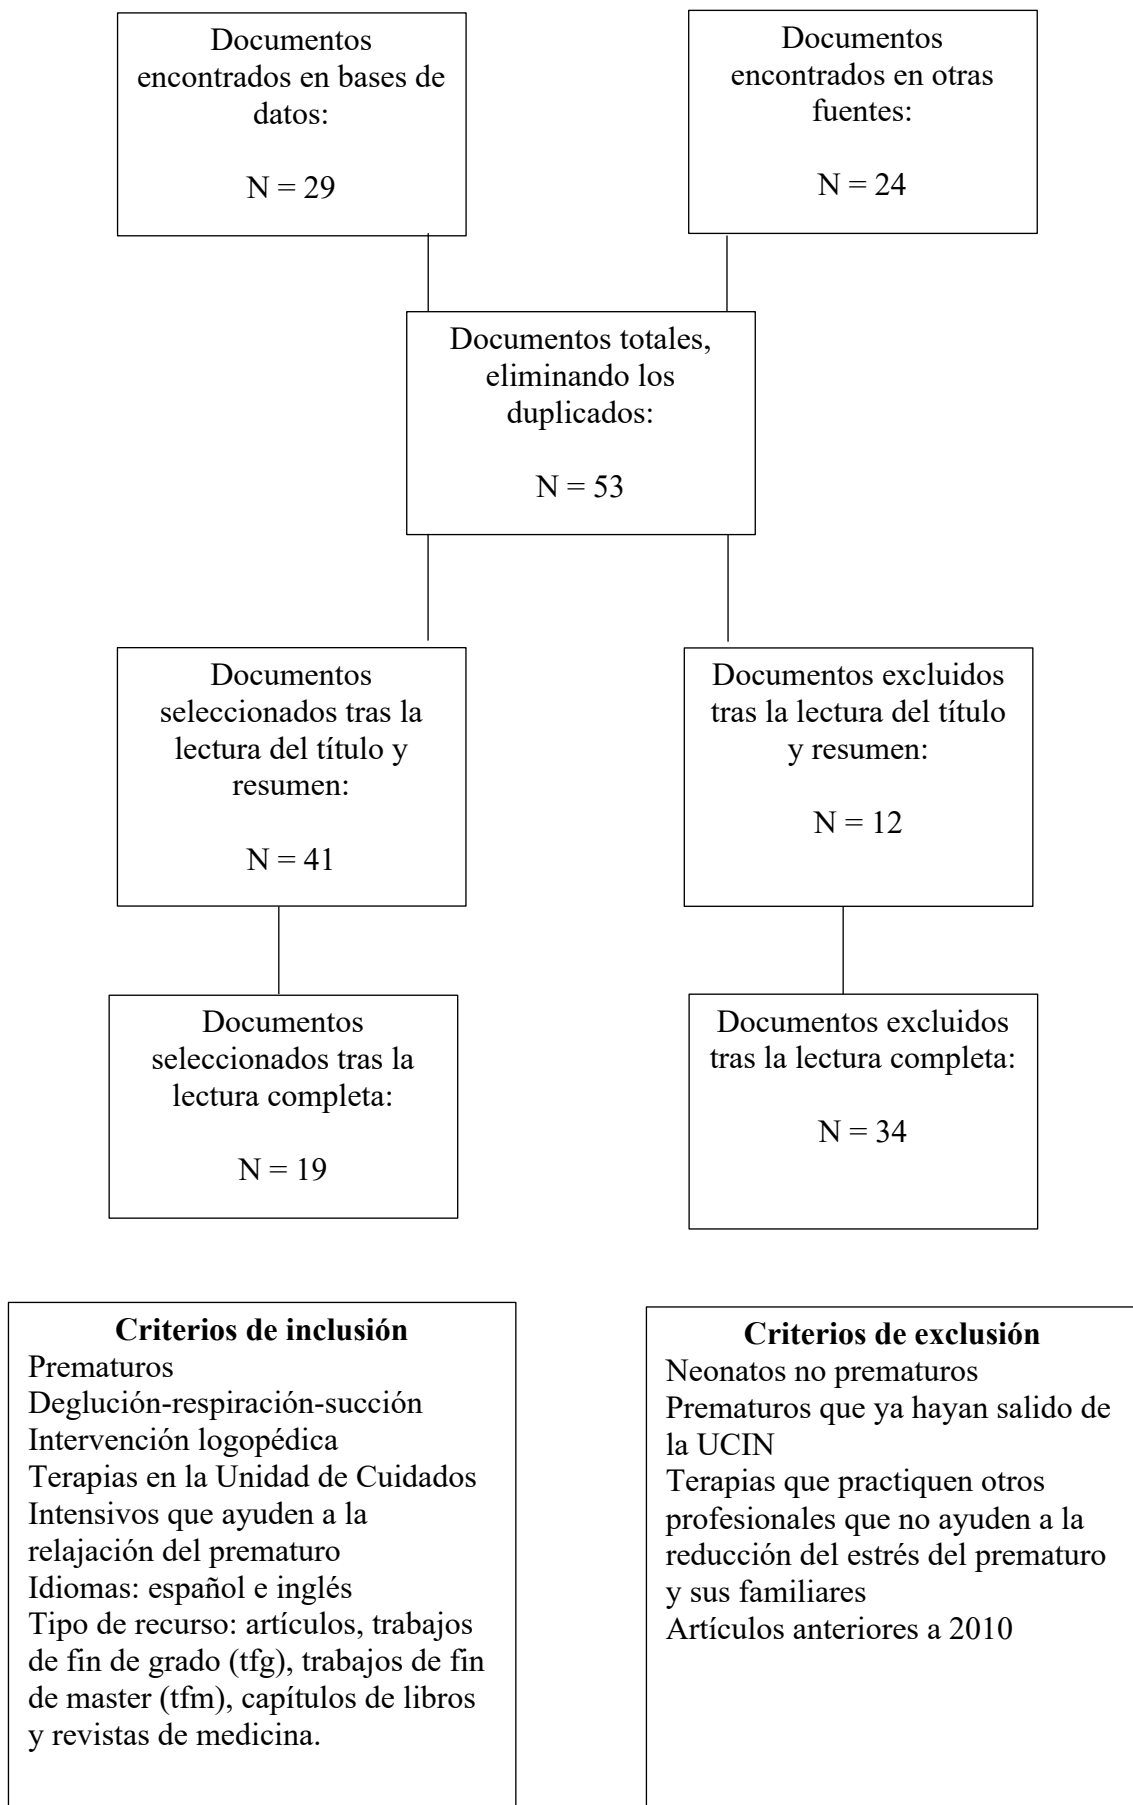 Documentos
encontrados en bases de
datos:
N = 29
Documentos
encontrados en otras
fuentes:
N = 24
Documentos totales,
eliminando los
duplicados:
N = 53
Documentos
seleccionados tras la
lectura del título y
resumen:
N = 41
Documentos excluidos
tras la lectura del título
y resumen:
N = 12
Documentos
seleccionados tras la
lectura completa:
N = 19
Documentos excluidos
tras la lectura completa:
N = 34
Criterios de inclusión
Prematuros
Deglución-respiración-succión
Intervención logopédica
Terapias en la Unidad de Cuidados
Intensivos que ayuden a la
relajación del prematuro
Idiomas: español e inglés
Tipo de recurso: artículos, trabajos
de fin de grado (tfg), trabajos de fin
de master (tfm), capítulos de libros
y revistas de medicina.
Criterios de exclusión
Neonatos no prematuros
Prematuros que ya hayan salido de
la UCIN
Terapias que practiquen otros
profesionales que no ayuden a la
reducción del estrés del prematuro
y sus familiares
Artículos anteriores a 2010